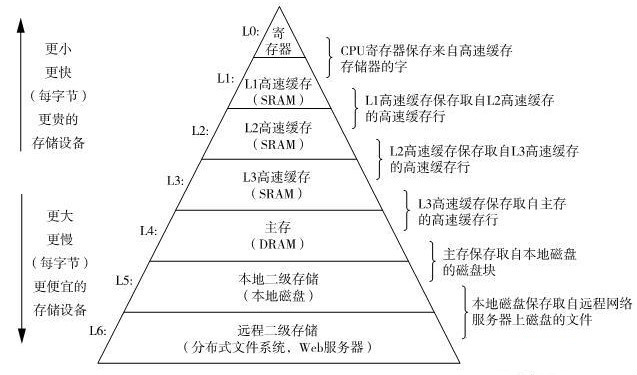 更小
更快
（每字节）
更贵的
存储设备
更大
更慢
（每字节）
更便宜的
存储设备
L0:
寄
存器
CPU寄存器保存来自高速缓存
存储器的字
L1:
L1高速缓存
（SRAM）
L1高速缓存保存取自L2高速缓存
的高速缓存行
L2:
L2高速缓存
（SRAM）
L2高速缓存保存取自L3高速缓存
的高速缓存行
L3:
L3高速缓存
（SRAM）
L3高速缓存保存取自主存
的高速缓存行
L4:
主存
（DRAM）
主存保存取自本地磁盘
的磁盘块
L5:
本地二级存储
（本地磁盘）
本地磁盘保存取自远程网络
服务器上磁盘的文件
L6:
远程二级存储
（分布式文件系统，Web服务器）